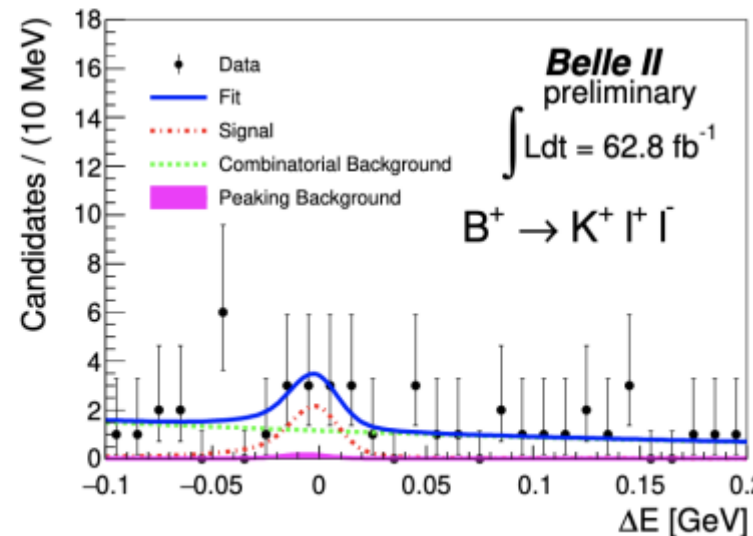 Candidates / (10 MeV)
18
16
14
12
10
8
6
4
2
0
Data
Fit
Signal
Combinatorial Background
Peaking Background
Belle II
preliminary
∫ Ldt = 62.8 fb⁻¹
B⁺ → K⁺ l⁺ l⁻
−0.1 −0.05 0 0.05 0.1 0.15
ΔE [GeV]